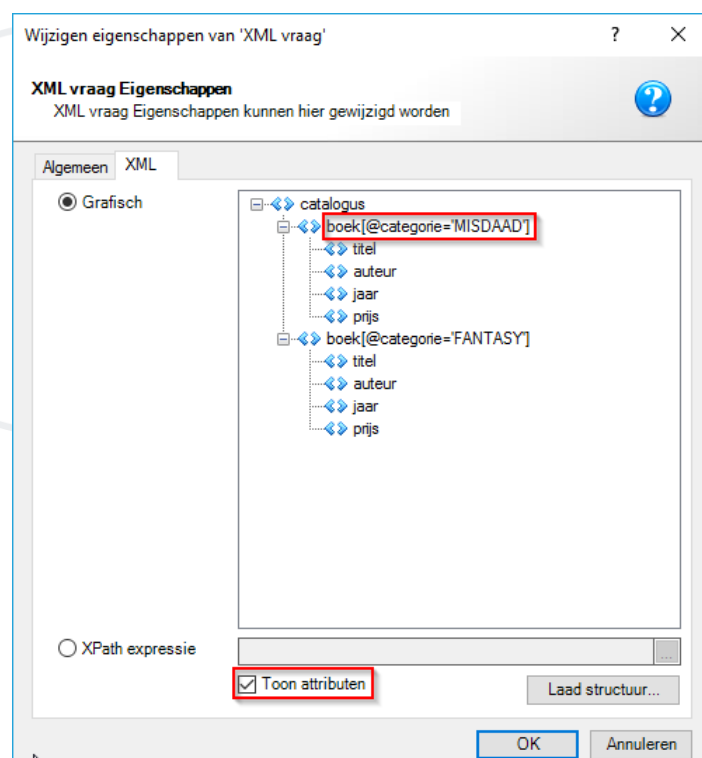 Wijzigen eigenschappen van 'XML vraag'
?
XML vraag Eigenschappen
XML vraag Eigenschappen kunnen hier gewijzigd worden
?
Algemeen XML
Grafisch
catalogus
boek[@categorie='MISDAAD']
titel
auteur
jaar
prijs
boek[@categorie='FANTASY']
titel
auteur
jaar
prijs
XPath expressie
...
Toon attributen
Laad structuur...
OK Annuleren